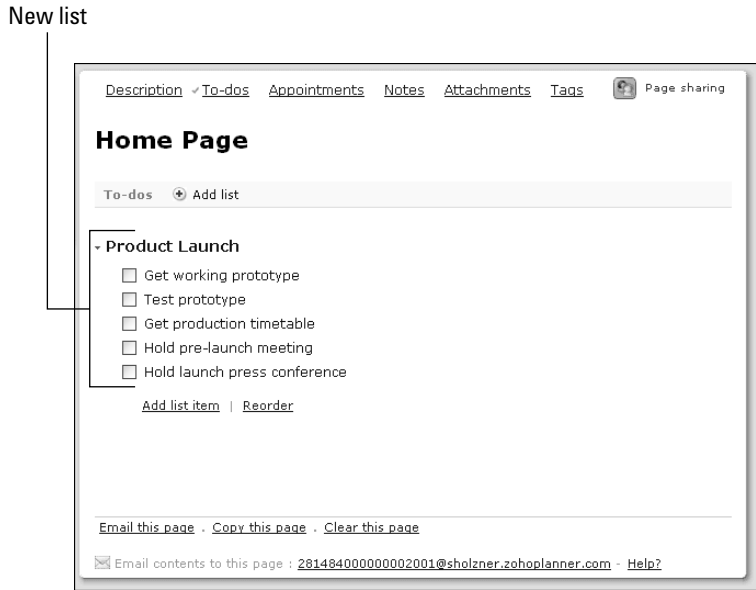 New list
Description ✓To-dos Appointments Notes Attachments Tags Page sharing
Home Page
To-dos Add list
Product Launch
Get working prototype
Test prototype
Get production timetable
Hold pre-launch meeting
Hold launch press conference
Add list item | Reorder
Email this page . Copy this page . Clear this page
Email contents to this page : 281484000000002001@sholzner.zohoplanner.com - Help?